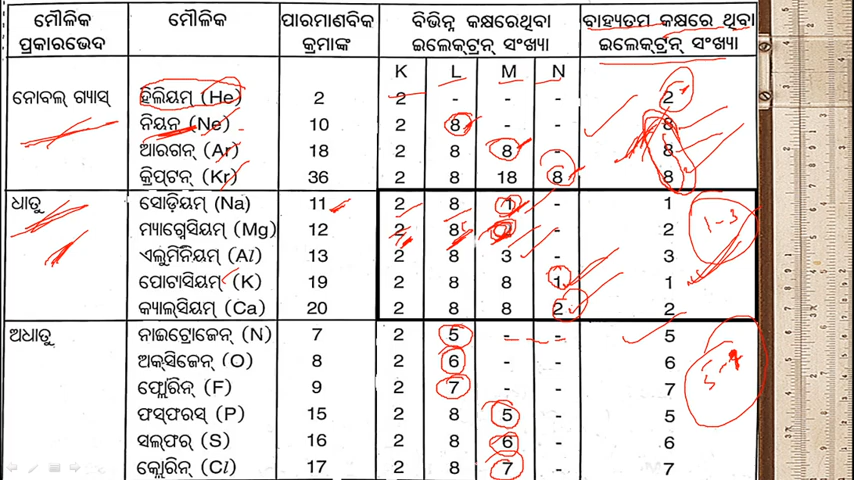 ମୌଳିକ ପ୍ରକାରଭେଦ | ମୌଳିକ | ପାରମାଣବିକ କ୍ରମାଙ୍କ | ବିଭିନ୍ନ କକ୍ଷରେଥିବା ଇଲେକ୍ଟ୍ରନ୍ ସଂଖ୍ୟା | ବାହ୍ୟତମ କକ୍ଷରେ ଥିବା ଇଲେକ୍ଟ୍ରନ୍ ସଂଖ୍ୟା
K L M N
ନୋବଲ୍ ଗ୍ୟାସ୍ ହିଲିୟମ୍ (He) 2 2 - - - 2
ନିୟନ୍ (Ne) 10 2 8 - - 8
ଆରଗନ୍ (Ar) 18 2 8 8 - 8
କ୍ରିପ୍ଟନ୍ (Kr) 36 2 8 18 8 8
ଧାତୁ ସୋଡ଼ିୟମ୍ (Na) 11 2 8 1 - 1
ମ୍ୟାଗ୍ନେସିୟମ୍ (Mg) 12 2 8 2 - 2
ଏଲୁମିନିୟମ୍ (Al) 13 2 8 3 - 3
ପୋଟାସିୟମ୍ (K) 19 2 8 8 1 1
କ୍ୟାଲ୍‌ସିୟମ୍ (Ca) 20 2 8 8 2 2
1-3
ଅଧାତୁ ନାଇଟ୍ରୋଜେନ୍ (N) 7 2 5 - - 5
ଅକ୍‌ସିଜେନ୍ (O) 8 2 6 - - 6
ଫ୍ଲୋରିନ୍ (F) 9 2 7 - - 7
ଫସ୍‌ଫରସ୍ (P) 15 2 8 5 - 5
ସଲ୍‌ଫର୍ (S) 16 2 8 6 - 6
କ୍ଲୋରିନ୍ (Cl) 17 2 8 7 - 7